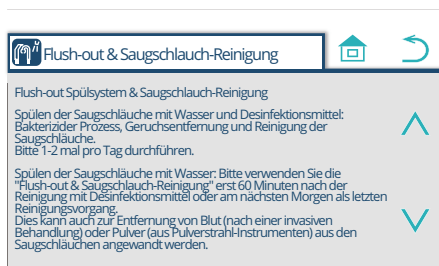 Flush-out & Saugschlauch-Reinigung
Flush-out Spülsystem & Saugschlauch-Reinigung
Spülen der Saugschläuche mit Wasser und Desinfektionsmittel:
Bakterizider Prozess, Geruchsentfernung und Reinigung der
Saugschläuche.
Bitte 1-2 mal pro Tag durchführen.
Spülen der Saugschläuche mit Wasser: Bitte verwenden Sie die
"Flush-out & Saugschlauch-Reinigung" erst 60 Minuten nach der
Reinigung mit Desinfektionsmittel oder am nächsten Morgen als letzten
Reinigungsvorgang.
Dies kann auch zur Entfernung von Blut (nach einer invasiven
Behandlung) oder Pulver (aus Pulverstrahl-Instrumenten) aus den
Saugschläuchen angewandt werden.